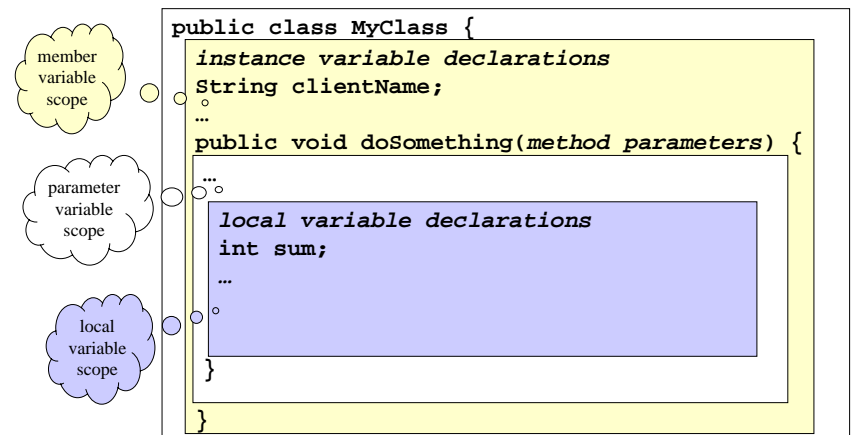 public class MyClass {
member
variable
scope
instance variable declarations
String clientName;
…
public void doSomething(method parameters) {
parameter
variable
scope
…
local variable declarations
int sum;
…
local
variable
scope
}
}